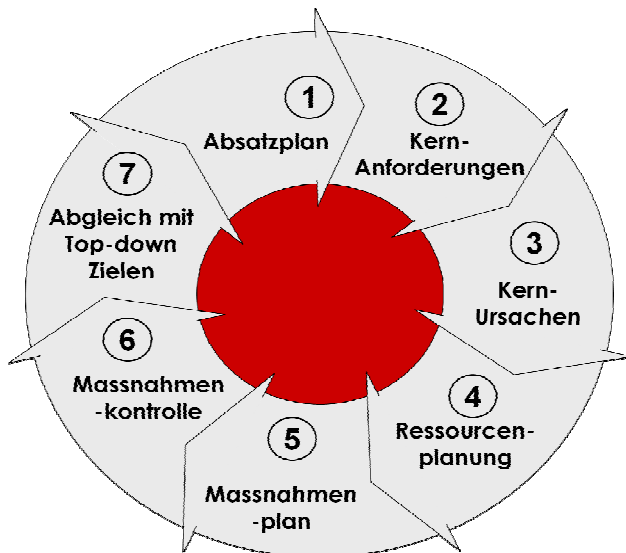 1
Absatzplan
2
Kern-
Anforderungen
3
Kern-
Ursachen
4
Ressourcen-
planung
5
Massnahmen
-plan
6
Massnahmen
-kontrolle
7
Abgleich mit
Top-down
Zielen